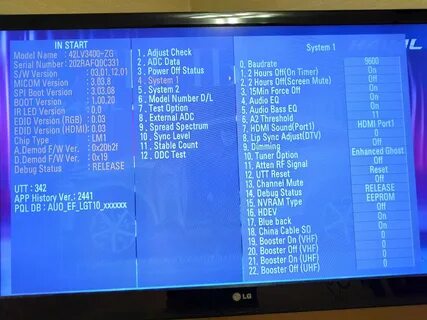 IN START
Model Name : 42LV3400-ZG
Serial Number : 202RAFQ9C331
S/W Version : 03.01.12.01
MICOM Version : 3.03.8
SPI Boot Version : 3.03.08
BOOT Version : 1,00,20
IR LED Version : 0.0
EDID Version (RGB) : 0.03
EDID Version (HDMI) : 0.03
Chip Type : LM1
A.Demod F/W Ver. : 0x20b2f
D.Demod F/W Ver. : 0x19
Debug Status : RELEASE
UTT : 342
APP History Ver. : 2441
PQL DB : AUO_EF_LGT10_xxxxxx
1 . Adjust Check
2 . ADC Data
3 . Power Off Status
4 . System 1
5 . System 2
6 . Model Number D/L
7 . Test Option
8 . External ADC
9 . Spread Spectrum
10 . Sync Level
11 . Stable Count
12 . ODC Test
System 1
0. Baudrate 9600
1. 2 Hours Off(On Timer) On
2. 2 Hours Off(Screen Mute) On
3. 15Min Force Off On
4. Audio EQ On
5. Audio Bass EQ On
6. A2 Threshold 11
7. HDMI Sound(Port1) HDMI Port1
8. Lip Sync Adjust(DTV) 0
9. Dimming On
10. Tuner Option Enhanced Ghost
11. Atten RF Signal Off
12. UTT Reset Reset
13. Channel Mute Off
14. Debug Status RELEASE
15. NVRAM Type EEPROM
16. HDEV Off
17. Blue back On
18. China Cable SO 0
19. Booster On (VHF) 0
20. Booster Off (VHF) 0
21. Booster On (UHF) 0
22. Booster Off (UHF)
LG